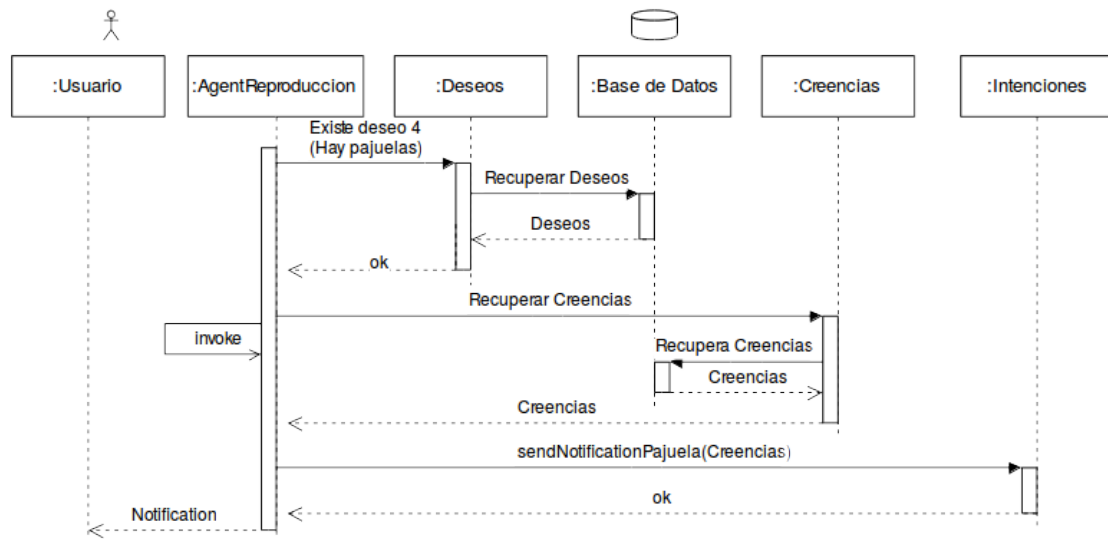 :Usuario
:AgentReproduccion
:Deseos
:Base de Datos
:Creencias
:Intenciones
Existe deseo 4
(Hay pajuelas)
Recuperar Deseos
Deseos
ok
Recuperar Creencias
invoke
Recupera Creencias
Creencias
Creencias
sendNotificationPajuela(Creencias)
ok
Notification